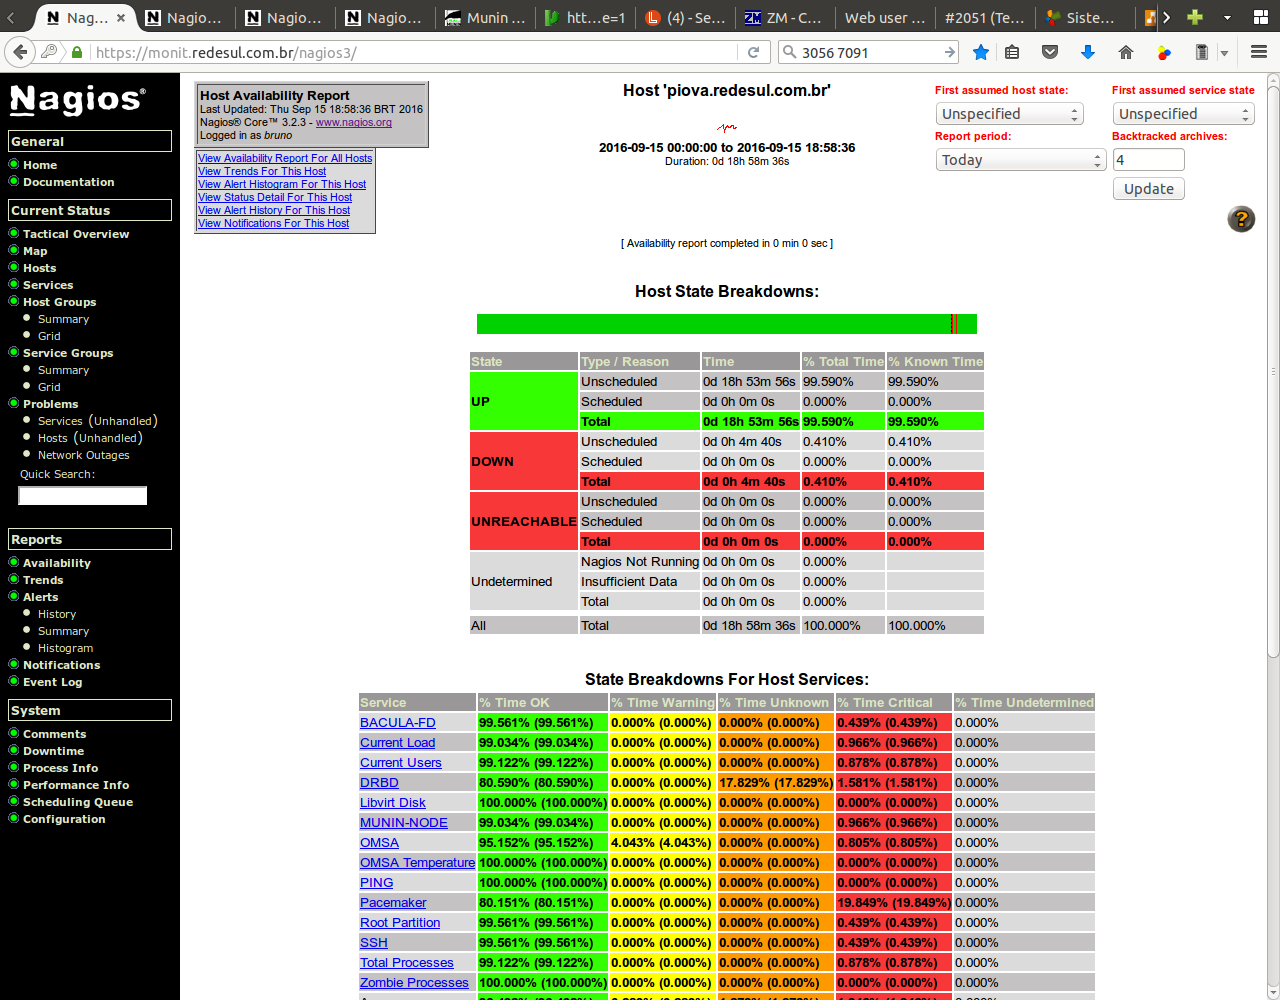 Nag...
Nagio...
Nagio...
Nagio...
Munin ...
htt...e=1
(4) - Se...
ZM - C...
Web user ...
#2051 (Te...
Siste...
https://monit.redesul.com.br/nagios3/
3056 7091
Nagios®
General
Home
Documentation
Current Status
Tactical Overview
Map
Hosts
Services
Host Groups
Summary
Grid
Service Groups
Summary
Grid
Problems
Services (Unhandled)
Hosts (Unhandled)
Network Outages
Quick Search:
Reports
Availability
Trends
Alerts
History
Summary
Histogram
Notifications
Event Log
System
Comments
Downtime
Process Info
Performance Info
Scheduling Queue
Configuration
Host Availability Report
Last Updated: Thu Sep 15 18:58:36 BRT 2016
Nagios® Core™ 3.2.3 - www.nagios.org
Logged in as bruno
View Availability Report For All Hosts
View Trends For This Host
View Alert Histogram For This Host
View Status Detail For This Host
View Alert History For This Host
View Notifications For This Host
Host 'piova.redesul.com.br'
2016-09-15 00:00:00 to 2016-09-15 18:58:36
Duration: 0d 18h 58m 36s
[ Availability report completed in 0 min 0 sec ]
First assumed host state: First assumed service state
Unspecified Unspecified
Report period: Backtracked archives:
Today 4
Update
Host State Breakdowns:
State Type / Reason Time % Total Time % Known Time
UP Unscheduled 0d 18h 53m 56s 99.590% 99.590%
Scheduled 0d 0h 0m 0s 0.000% 0.000%
Total 0d 18h 53m 56s 99.590% 99.590%
DOWN Unscheduled 0d 0h 4m 40s 0.410% 0.410%
Scheduled 0d 0h 0m 0s 0.000% 0.000%
Total 0d 0h 4m 40s 0.410% 0.410%
UNREACHABLE Unscheduled 0d 0h 0m 0s 0.000% 0.000%
Scheduled 0d 0h 0m 0s 0.000% 0.000%
Total 0d 0h 0m 0s 0.000% 0.000%
Undetermined Nagios Not Running 0d 0h 0m 0s 0.000%
Insufficient Data 0d 0h 0m 0s 0.000%
Total 0d 0h 0m 0s 0.000%
All Total 0d 18h 58m 36s 100.000% 100.000%
State Breakdowns For Host Services:
Service % Time OK % Time Warning % Time Unknown % Time Critical % Time Undetermined
BACULA-FD 99.561% (99.561%) 0.000% (0.000%) 0.000% (0.000%) 0.439% (0.439%) 0.000%
Current Load 99.034% (99.034%) 0.000% (0.000%) 0.000% (0.000%) 0.966% (0.966%) 0.000%
Current Users 99.122% (99.122%) 0.000% (0.000%) 0.000% (0.000%) 0.878% (0.878%) 0.000%
DRBD 80.590% (80.590%) 0.000% (0.000%) 17.829% (17.829%) 1.581% (1.581%) 0.000%
Libvirt Disk 100.000% (100.000%) 0.000% (0.000%) 0.000% (0.000%) 0.000% (0.000%) 0.000%
MUNIN-NODE 99.034% (99.034%) 0.000% (0.000%) 0.000% (0.000%) 0.966% (0.966%) 0.000%
OMSA 95.152% (95.152%) 4.043% (4.043%) 0.000% (0.000%) 0.805% (0.805%) 0.000%
OMSA Temperature 100.000% (100.000%) 0.000% (0.000%) 0.000% (0.000%) 0.000% (0.000%) 0.000%
PING 100.000% (100.000%) 0.000% (0.000%) 0.000% (0.000%) 0.000% (0.000%) 0.000%
Pacemaker 80.151% (80.151%) 0.000% (0.000%) 0.000% (0.000%) 19.849% (19.849%) 0.000%
Root Partition 99.561% (99.561%) 0.000% (0.000%) 0.000% (0.000%) 0.439% (0.439%) 0.000%
SSH 99.561% (99.561%) 0.000% (0.000%) 0.000% (0.000%) 0.439% (0.439%) 0.000%
Total Processes 99.122% (99.122%) 0.000% (0.000%) 0.000% (0.000%) 0.878% (0.878%) 0.000%
Zombie Processes 100.000% (100.000%) 0.000% (0.000%) 0.000% (0.000%) 0.000% (0.000%) 0.000%